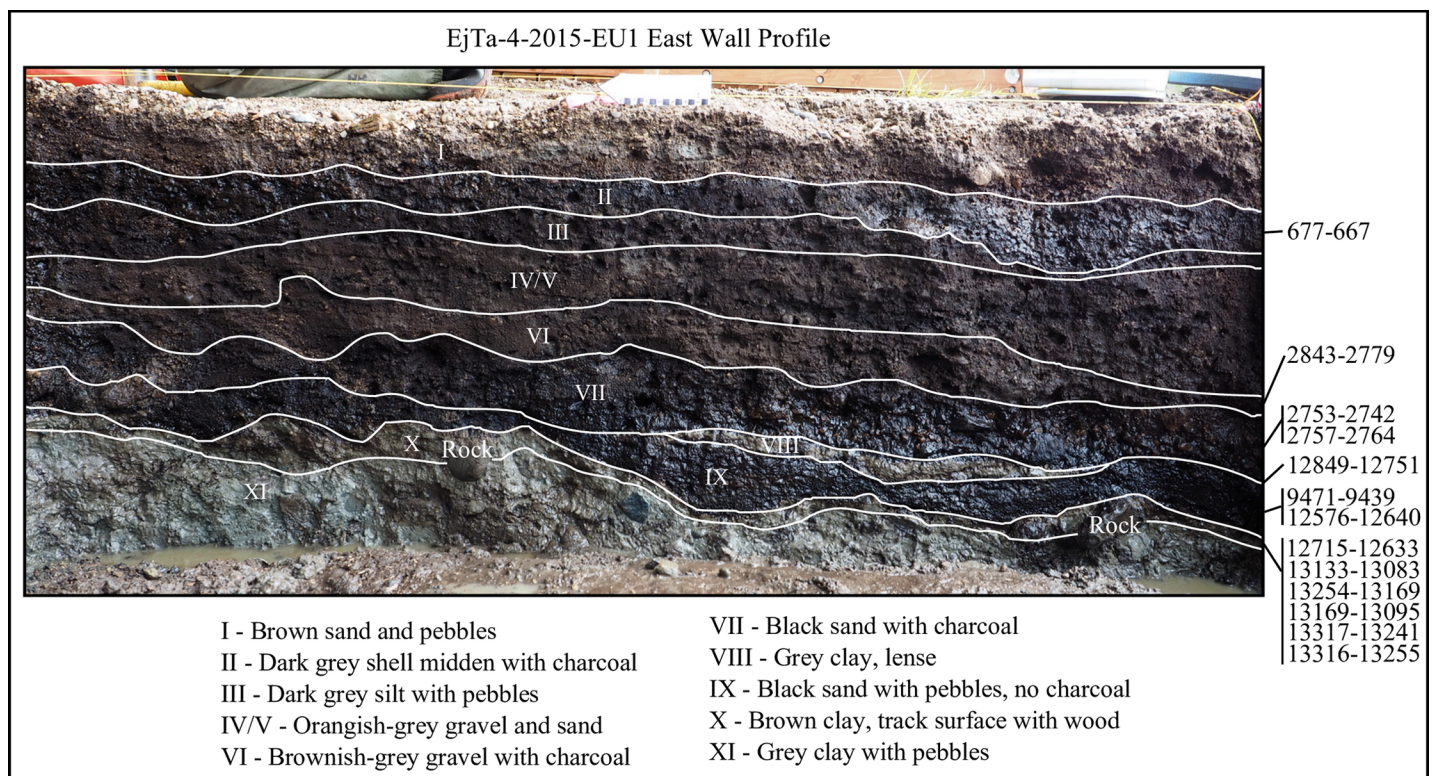 EjTa-4-2015-EU1 East Wall Profile
I
II
III
IV/V
VI
VII
VIII
IX
X
Rock
XI
Rock
677-667
2843-2779
2753-2742
2757-2764
12849-12751
9471-9439
12576-12640
12715-12633
13133-13083
13254-13169
13169-13095
13317-13241
13316-13255
I - Brown sand and pebbles
II - Dark grey shell midden with charcoal
III - Dark grey silt with pebbles
IV/V - Orangish-grey gravel and sand
VI - Brownish-grey gravel with charcoal
VII - Black sand with charcoal
VIII - Grey clay, lense
IX - Black sand with pebbles, no charcoal
X - Brown clay, track surface with wood
XI - Grey clay with pebbles